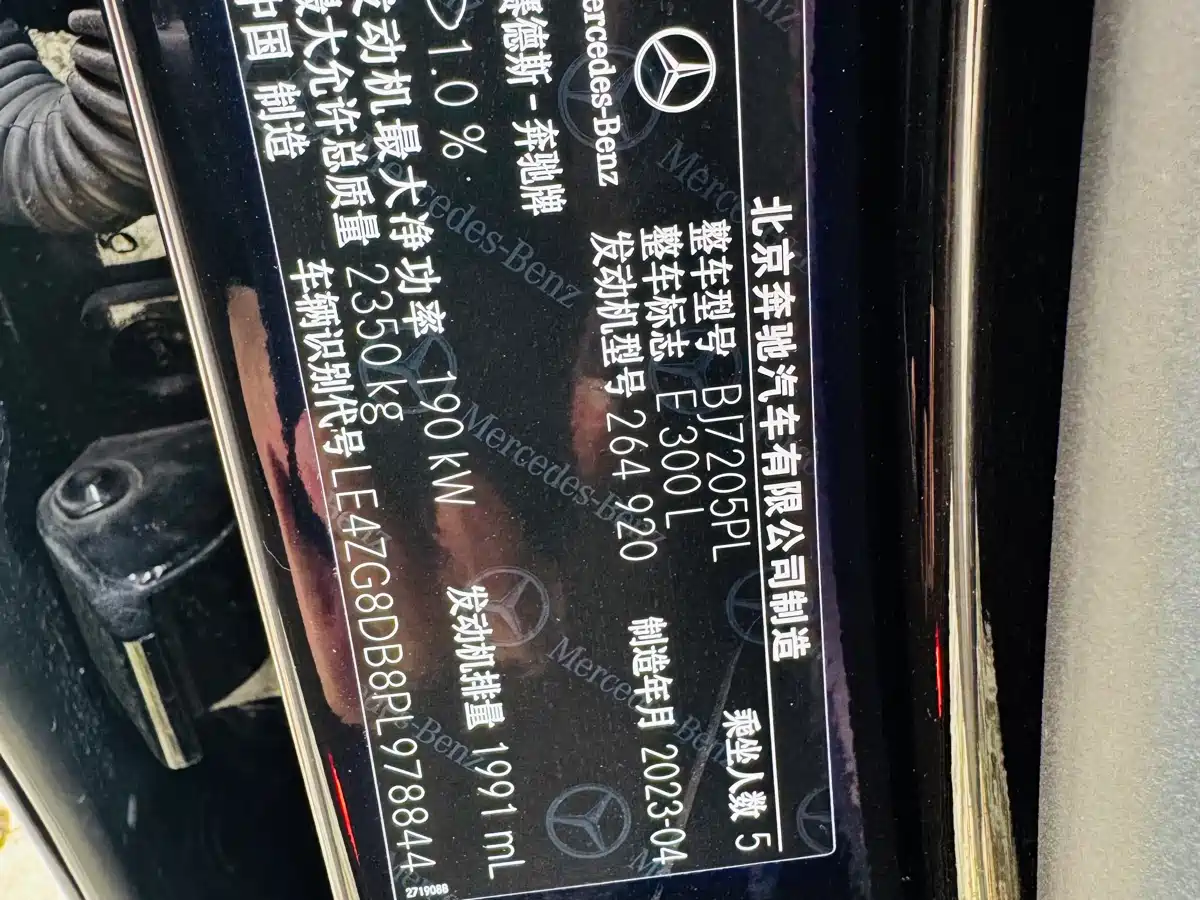 北京奔驰汽车有限公司制造
Mercedes-Benz
整车型号 BJ7205PL 乘坐人数 5
整车标志 E 300 L
发动机型号 264 920 制造年月 2023-04
赛德斯-奔驰牌
1.0 %
发动机最大净功率 190 kW 发动机排量 1991 mL
最大允许总质量 2350 kg
中国 制造 车辆识别代号 LE4ZG8DB8PL978844
2719088